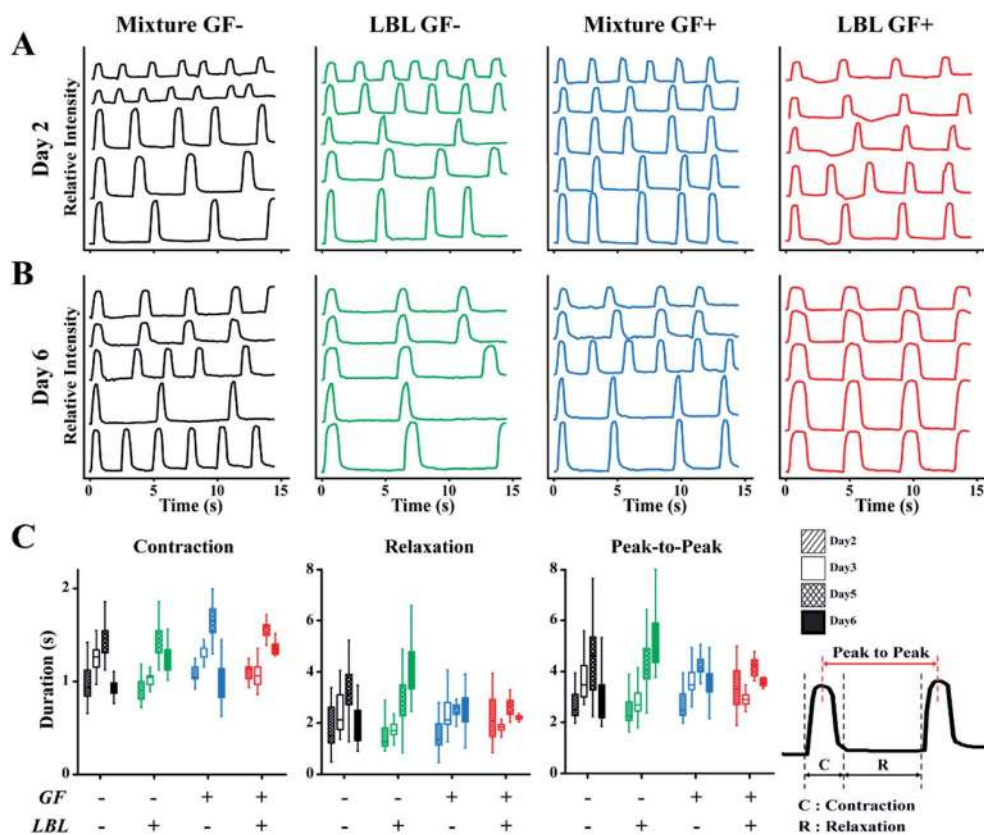 Mixture GF-
LBL GF-
Mixture GF+
LBL GF+
A
Day 2
Relative Intensity
B
Day 6
Relative Intensity
0 5 10 15
0 5 10 15
0 5 10 15
0 5 10 15
Time (s)
Time (s)
Time (s)
Time (s)
C
Contraction
Relaxation
Peak-to-Peak
Duration (s)
2
1
0
8
6
4
2
0
8
6
4
2
0
GF - - + + - - + + - - + +
LBL - + - + - + - + - + - +
Day2
Day3
Day5
Day6
Peak to Peak
C
R
C : Contraction
R : Relaxation